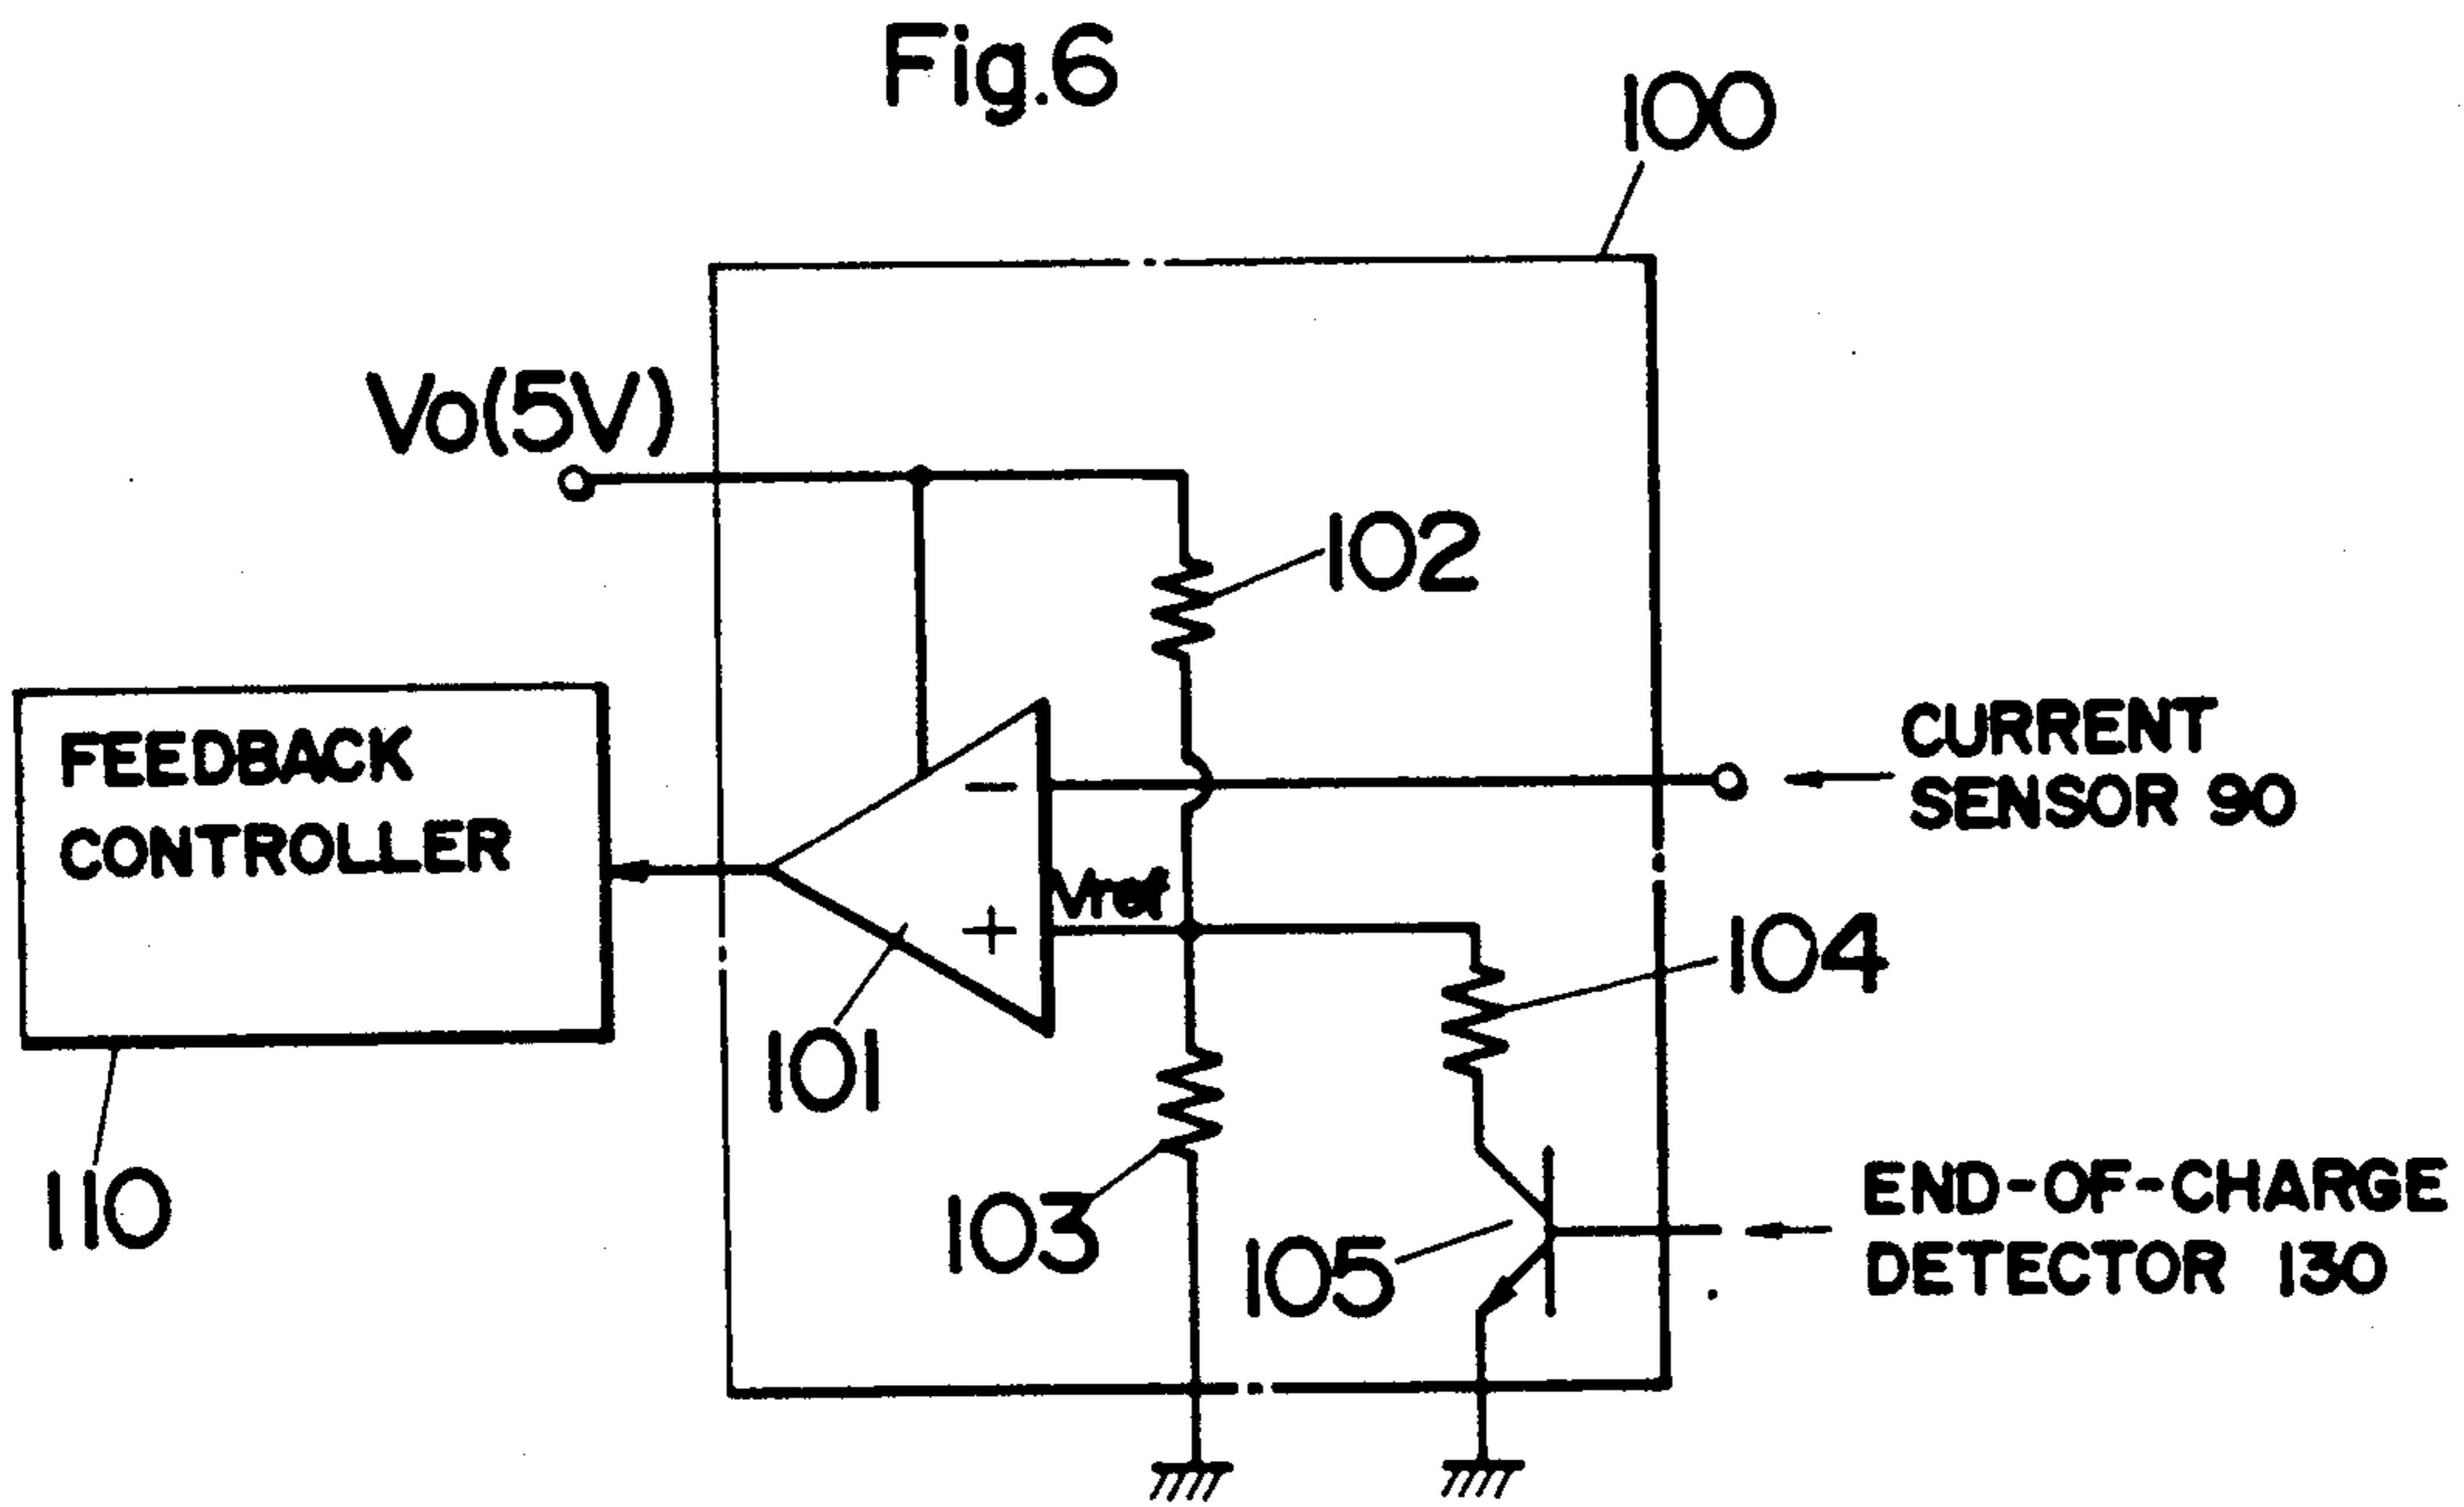 Fig.6
100
Vo(5V)
102
FEEDBACK
CONTROLLER
CURRENT
SENSOR 90
Vref
104
101
103
105
110
END-OF-CHARGE
DETECTOR 130
-
+